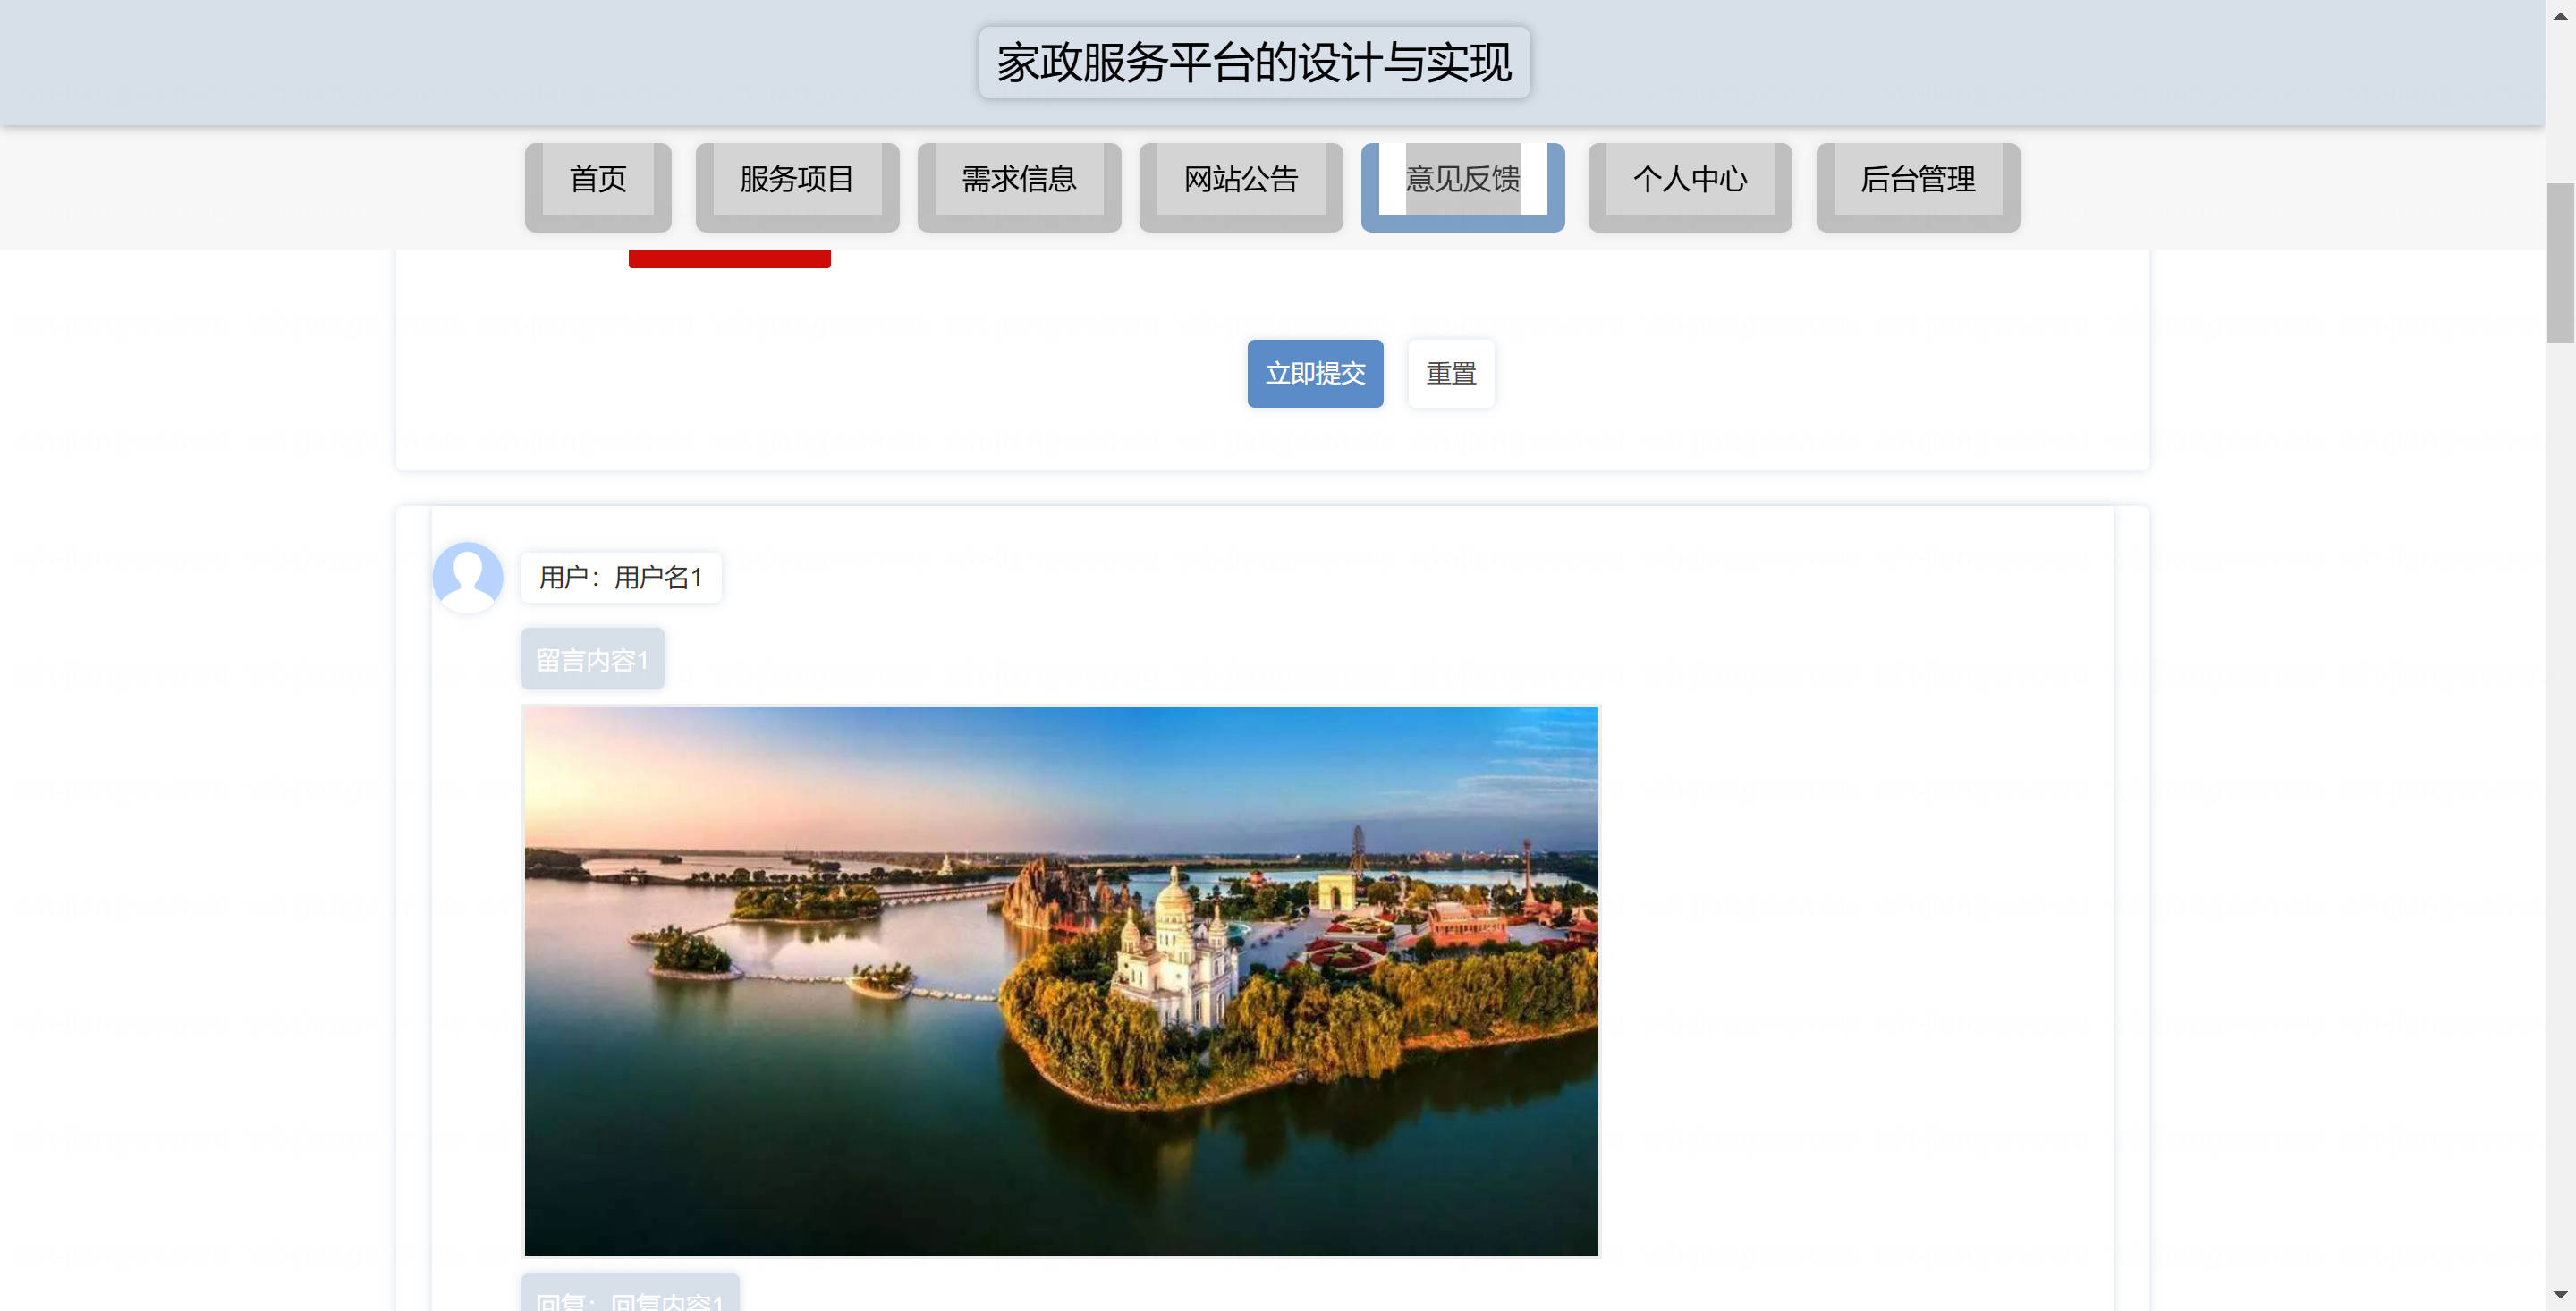 家政服务平台的设计与实现
首页 服务项目 需求信息 网站公告 意见反馈 个人中心 后台管理
立即提交 重置
用户：用户名1
留言内容1
回复：回复内容1